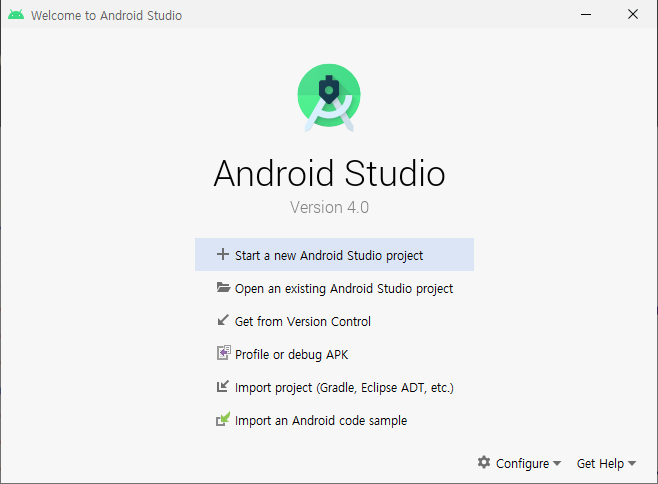 Welcome to Android Studio
Android Studio
Version 4.0
Start a new Android Studio project
Open an existing Android Studio project
Get from Version Control
Profile or debug APK
Import project (Gradle, Eclipse ADT, etc.)
Import an Android code sample
Configure Get Help